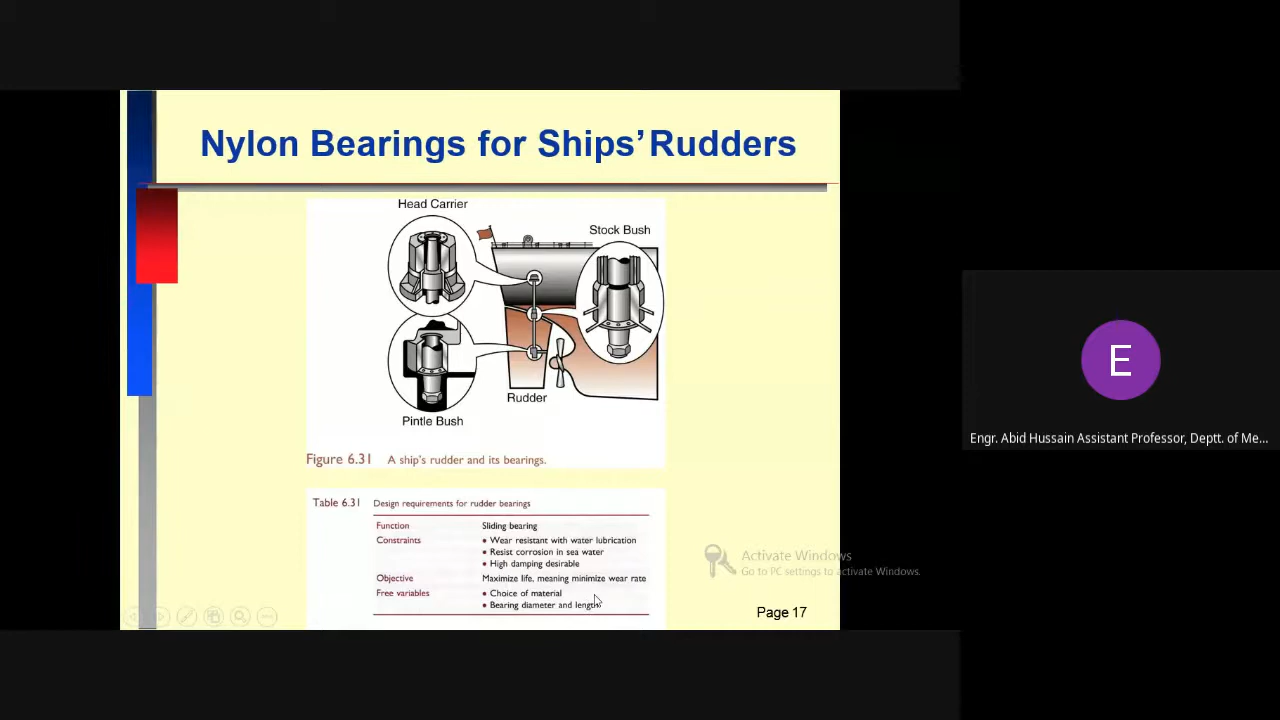 Nylon Bearings for Ships’ Rudders
Head Carrier
Stock Bush
Rudder
Pintle Bush
Figure 6.31 A ship's rudder and its bearings.
Table 6.31 Design requirements for rudder bearings
Function Sliding bearing
Constraints • Wear resistant with water lubrication
• Resist corrosion in sea water
• High damping desirable
Objective Maximize life, meaning minimize wear rate
Free variables • Choice of material
• Bearing diameter and length
Activate Windows
Go to PC settings to activate Windows.
Page 17
E
Engr. Abid Hussain Assistant Professor, Deptt. of Me...